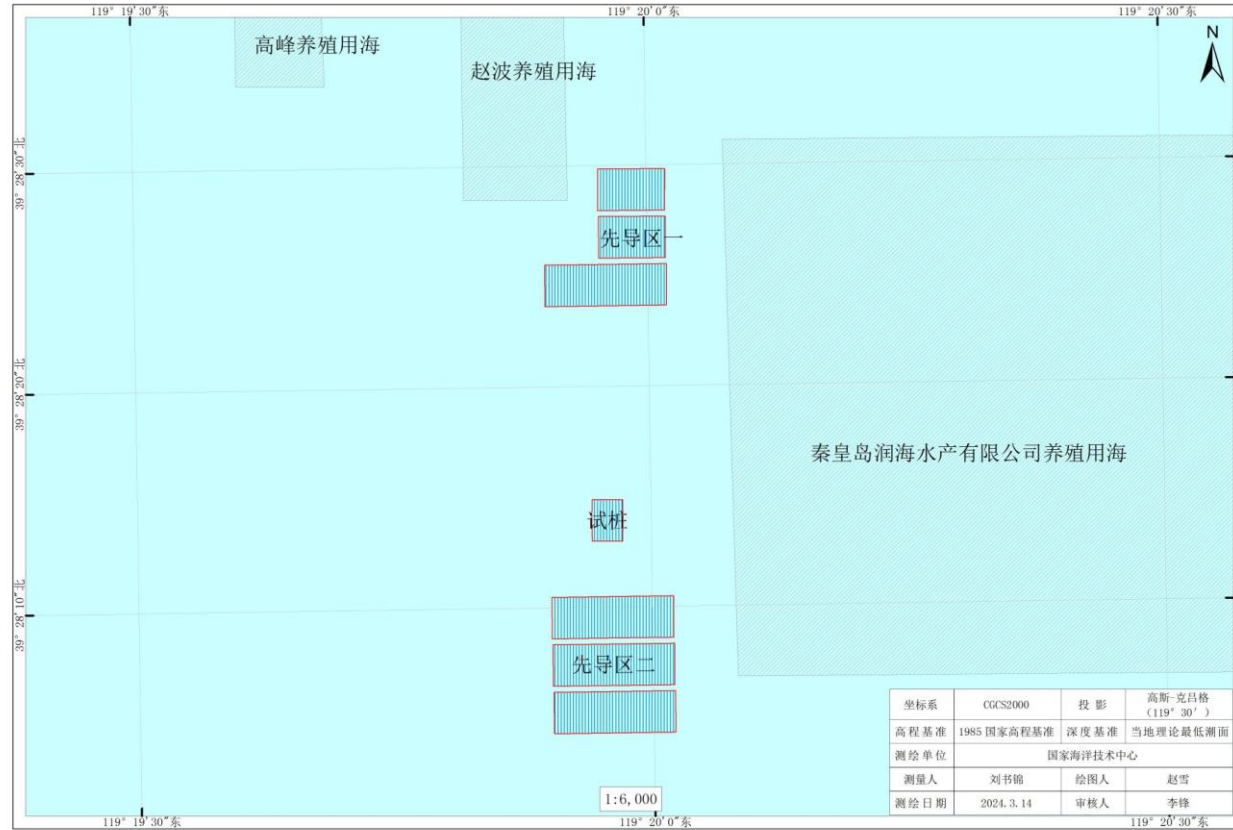 119° 19′30″东
119° 20′0″东
119° 20′30″东
N
高峰养殖用海
赵波养殖用海
39° 28′30″北
先导区一
39° 28′20″北
秦皇岛润海水产有限公司养殖用海
试桩
39° 28′10″北
先导区二
坐标系 CGCS2000 投影 高斯-克吕格
(119° 30′)
高程基准 1985国家高程基准 深度基准 当地理论最低潮面
测绘单位 国家海洋技术中心
测量人 刘书锦 绘图人 赵雪
测绘日期 2024.3.14 审核人 李锋
1:6,000
119° 19′30″东
119° 20′0″东
119° 20′30″东